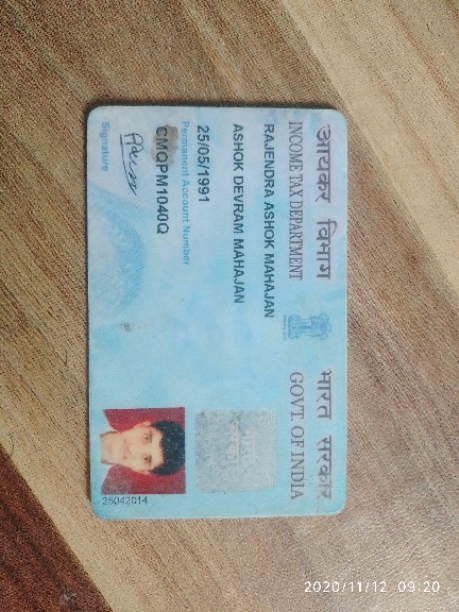 आयकर विभाग
INCOME TAX DEPARTMENT
भारत सरकार
GOVT. OF INDIA
RAJENDRA ASHOK MAHAJAN
ASHOK DEVRAM MAHAJAN
25/05/1991
Permanent Account Number
CMQPM1040Q
Signature
25042014
2020/11/12 09:20